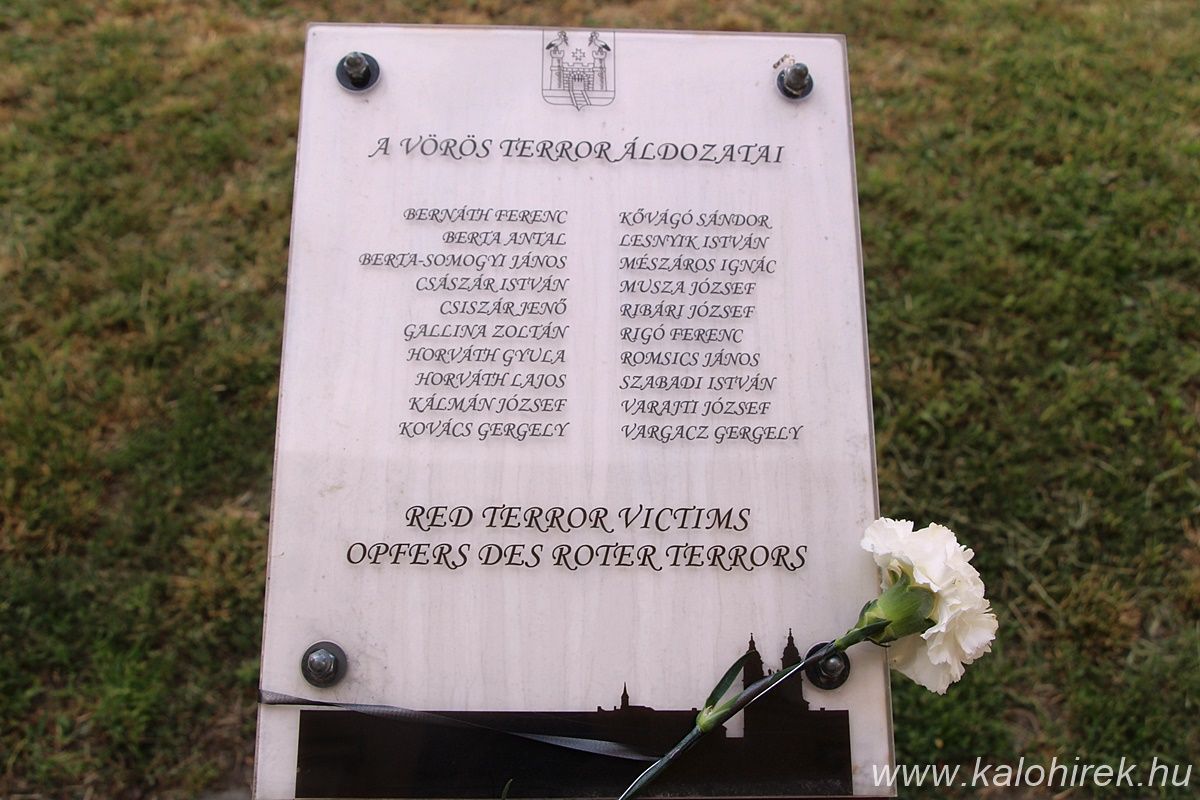 A VÖRÖS TERROR ÁLDOZATAI
BERNÁTH FERENC
BERTA ANTAL
BERTA-SOMOGYI JÁNOS
CSÁSZÁR ISTVÁN
CSISZÁR JENŐ
GALLINA ZOLTÁN
HORVÁTH GYULA
HORVÁTH LAJOS
KÁLMÁN JÓZSEF
KOVÁCS GERGELY
KŐVÁGÓ SÁNDOR
LESNYIK ISTVÁN
MÉSZÁROS IGNÁC
MUSZA JÓZSEF
RIBÁRI JÓZSEF
RIGÓ FERENC
ROMSICS JÁNOS
SZABADI ISTVÁN
VARAJTI JÓZSEF
VARGACZ GERGELY
RED TERROR VICTIMS
OPFERS DES ROTER TERRORS
www.kalohirek.hu